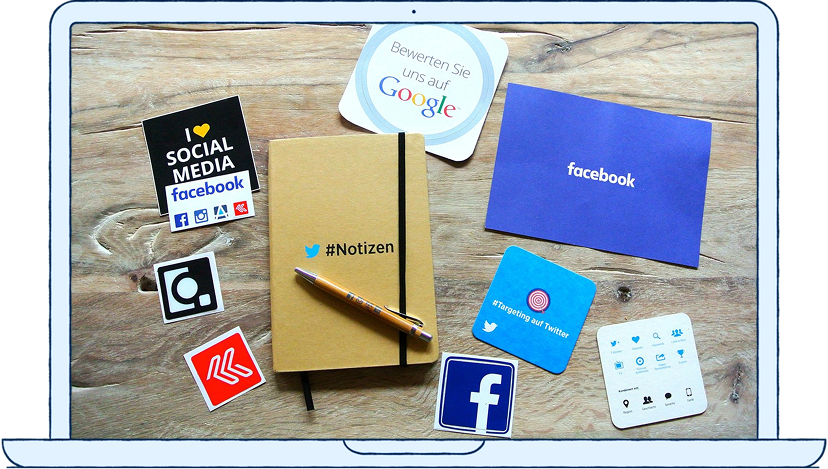 Bewerten Sie
uns auf
Google
I
SOCIAL
MEDIA
facebook
facebook
#Notizen
#Targeting auf Twitter